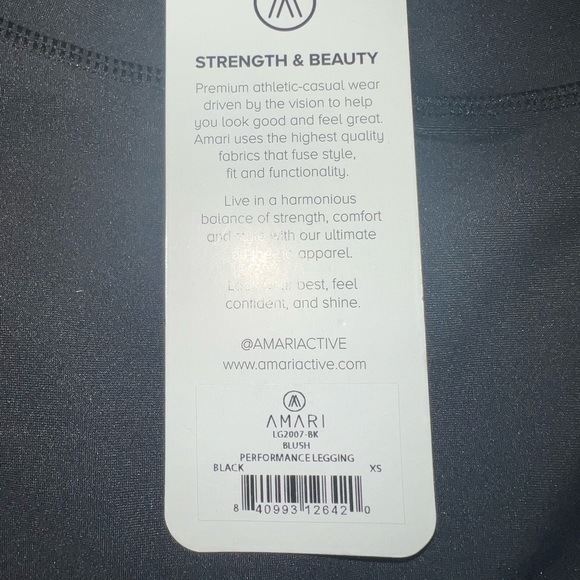 STRENGTH & BEAUTY
Premium athletic-casual wear
driven by the vision to help
you look good and feel great.
Amari uses the highest quality
fabrics that fuse style,
fit and functionality.
Live in a harmonious
balance of strength, comfort
and with our ultimate
apparel.
best, feel
confident, and shine.
@AMARIACTIVE
www.amariactive.com
AMARI
LG2007-BK
BLUSH
PERFORMANCE LEGGING
BLACK XS
8 40993 12642 0